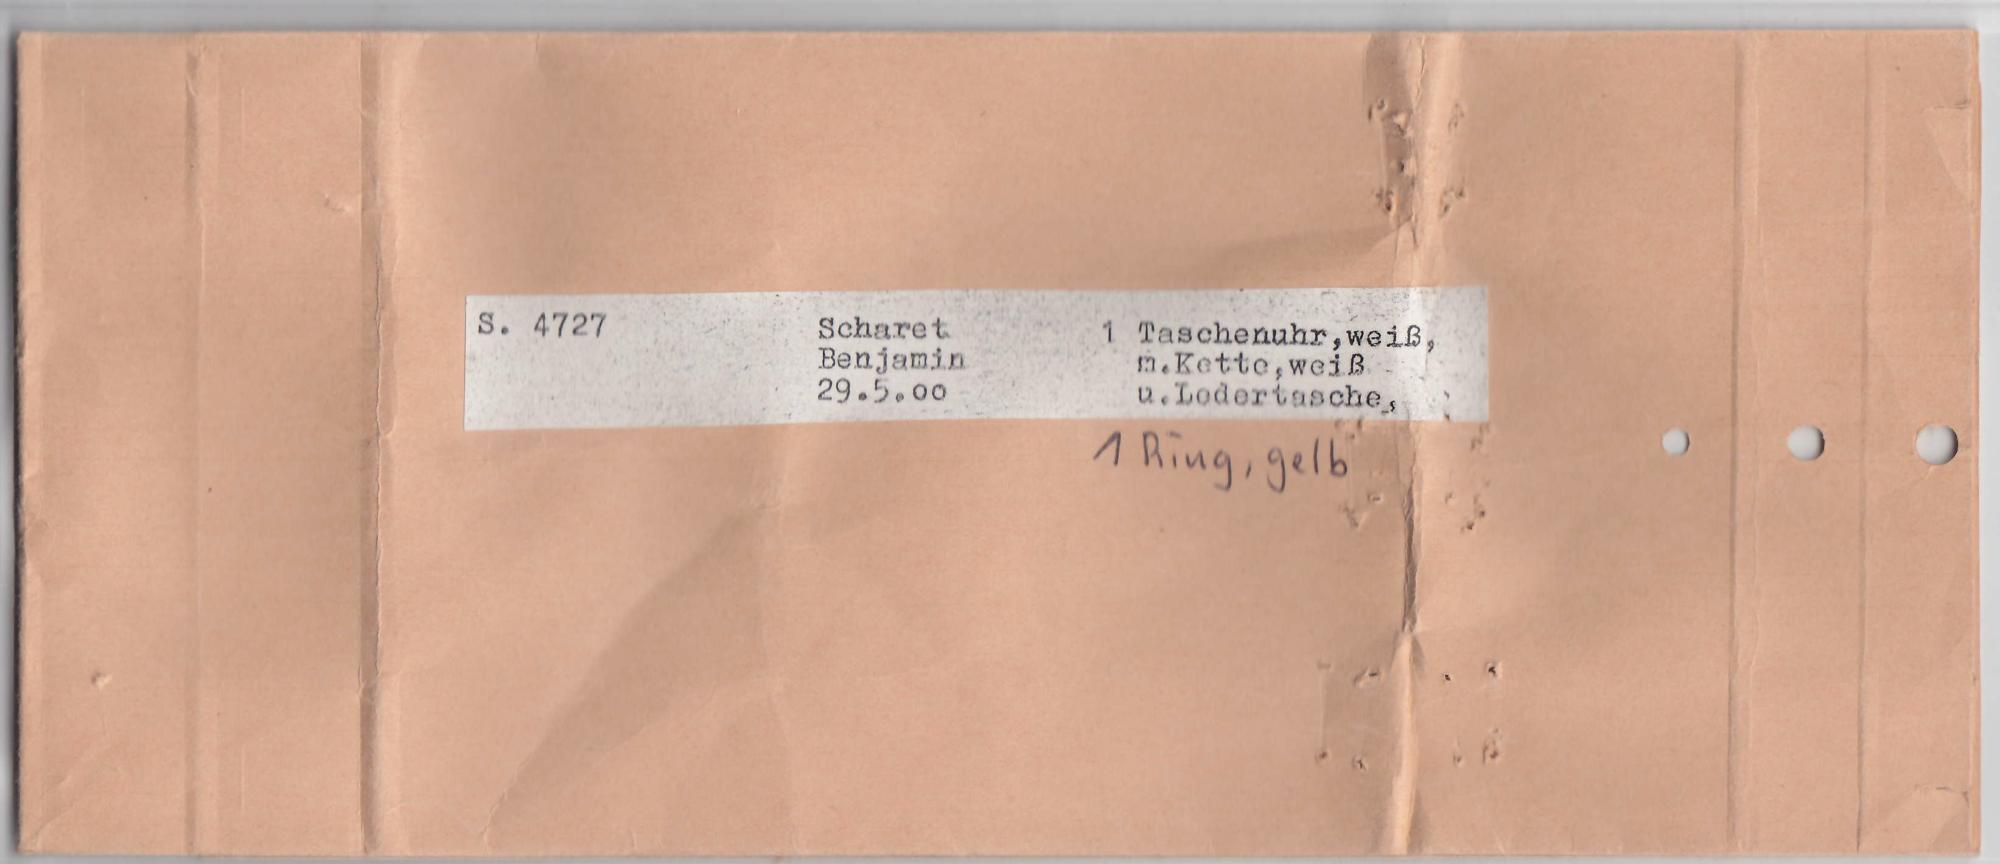 S. 4727
Scharet
Benjamin
29.5.00
1 Taschenuhr,weiß,
m.Kette,weiß
u.Ledertasche,
1 Ring, gelb